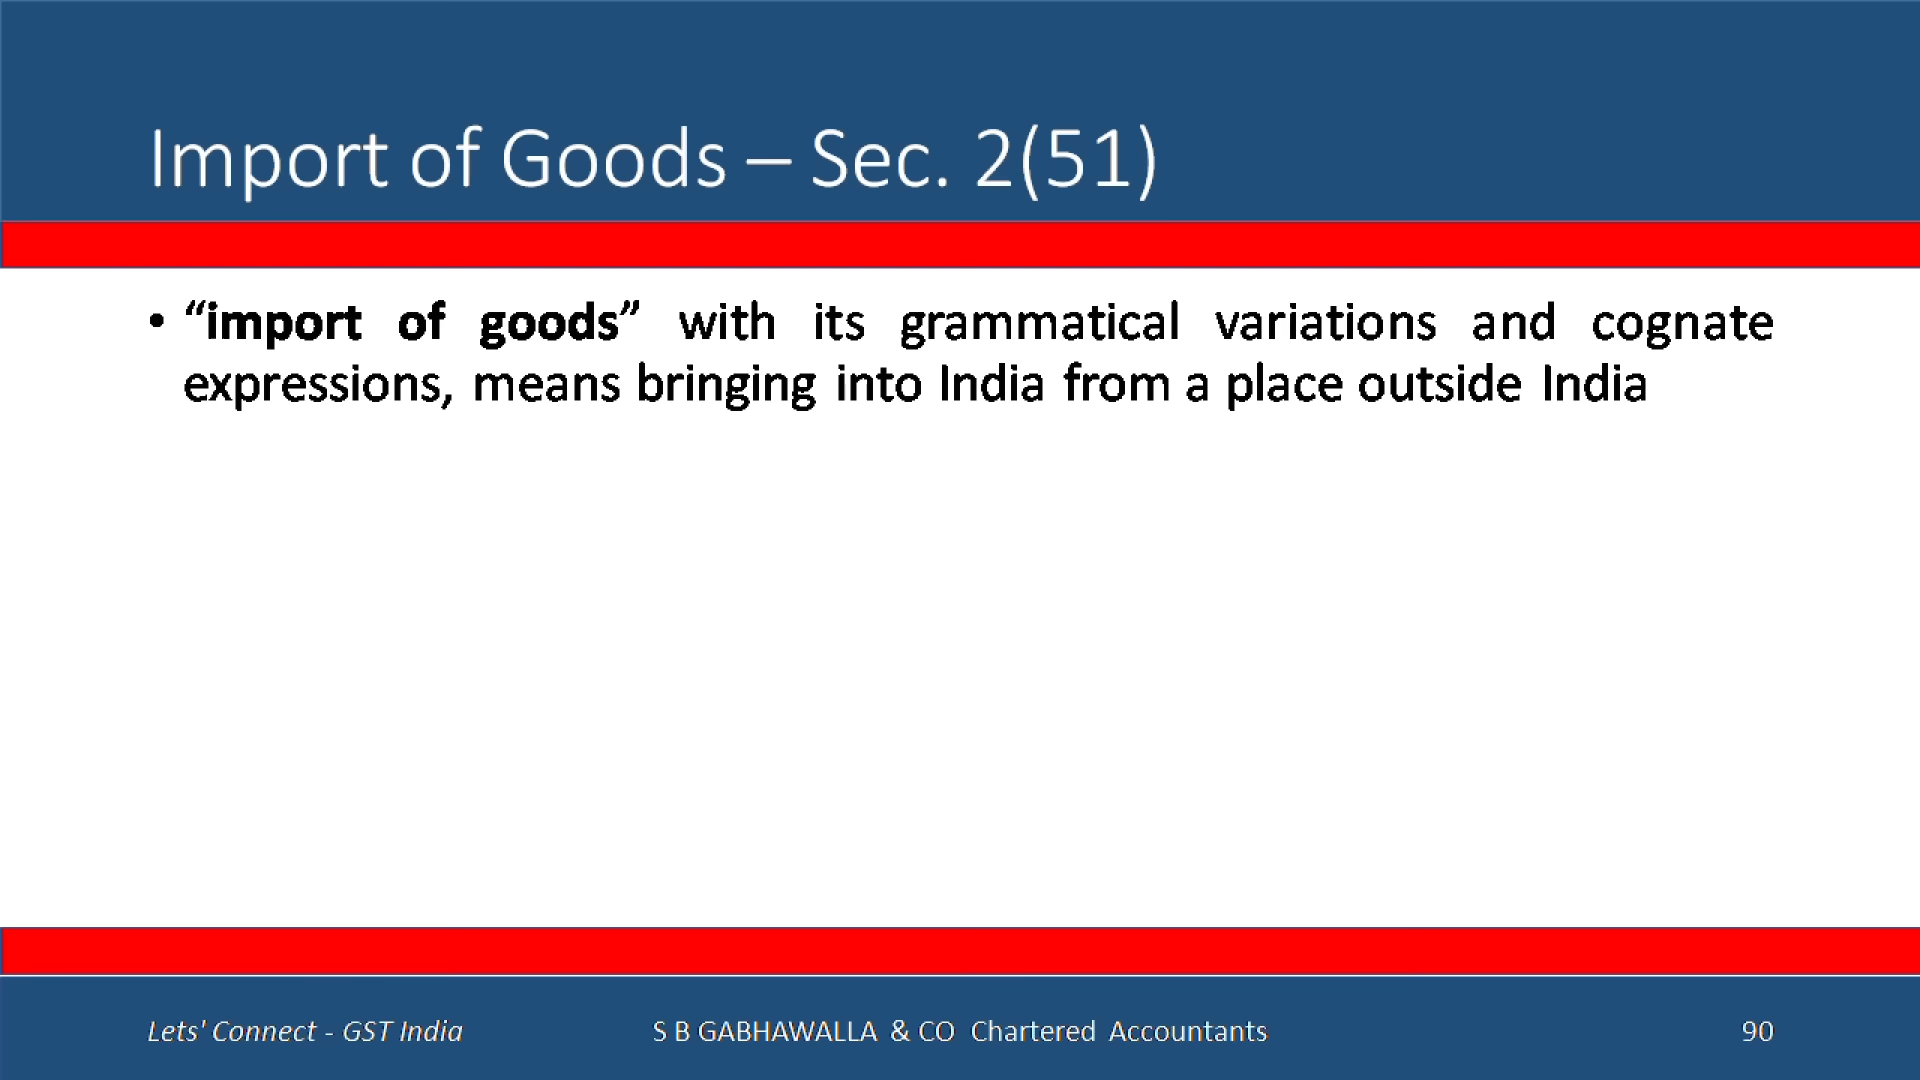 Import of Goods – Sec. 2(51)
• “import of goods” with its grammatical variations and cognate
expressions, means bringing into India from a place outside India
Lets' Connect - GST India
S B GABHAWALLA & CO Chartered Accountants
90